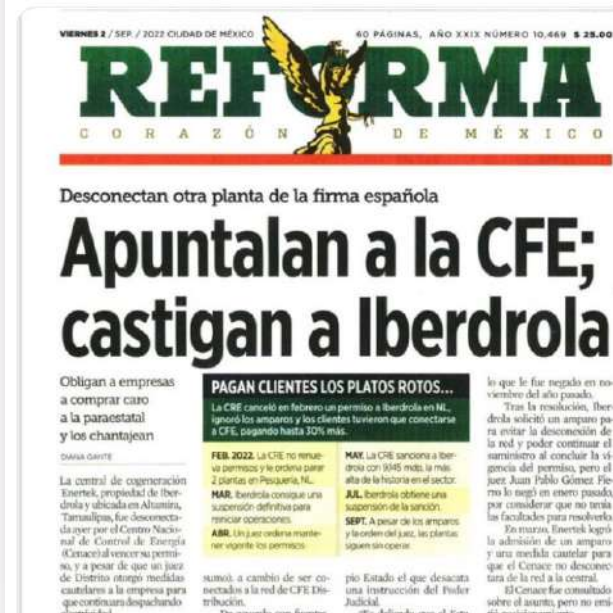 VIERNES 2 / SEP. / 2022 CIUDAD DE MÉXICO
60 PÁGINAS, AÑO XXIX NÚMERO 10,469 $ 25.00
REFORMA
CORAZÓN DE MÉXICO
Desconectan otra planta de la firma española
Apuntalan a la CFE;
castigan a Iberdrola
Obligan a empresas
a comprar caro
a la paraestatal
y los chantajean
DIANA GANTE
La central de cogeneración
Enertek, propiedad de Iber-
drola y ubicada en Altamira,
Tamaulipas, fue desconecta-
da ayer por el Centro Nacio-
nal de Control de Energía
(Cenace) al vencer su permi-
so, y a pesar de que un juez
de Distrito otorgó medidas
cautelares a la empresa para
que continuara despachando
electricidad.
PAGAN CLIENTES LOS PLATOS ROTOS...
La CRE canceló en febrero un permiso a Iberdrola en NL,
ignoró los amparos y los clientes tuvieron que conectarse
a CFE, pagando hasta 30% más.
FEB. 2022. La CRE no renue-
va permisos y le ordena parar
2 plantas en Pesquería, NL.
MAR. Iberdrola consigue una
suspensión definitiva para
reiniciar operaciones.
ABR. Un juez ordena mante-
ner vigente los permisos.
MAY. La CRE sanciona a Iber-
drola con 9,145 mdp, la más
alta de la historia en el sector.
JUL. Iberdrola obtiene una
suspensión de la sanción.
SEPT. A pesar de los amparos
y la orden del juez, las plantas
siguen sin operar.
sumó, a cambio de ser co-
nectados a la red de CFE Dis-
tribución.
pio Estado el que desacata
una instrucción del Poder
Judicial.
lo que le fue negado en no-
viembre del año pasado.
Tras la resolución, Iber-
drola solicitó un amparo pa-
ra evitar la desconexión de
la red y poder continuar el
suministro al concluir la vi-
gencia del permiso, pero el
juez Juan Pablo Gómez Fie-
rro lo negó en enero pasado
por considerar que no tenía
las facultades para resolverlo.
En marzo, Enertek logró
la admisión de un amparo
y una medida cautelar para
que el Cenace no desconec-
tara de la red a la central.
El Cenace fue consultado
sobre el asunto, pero no emi-